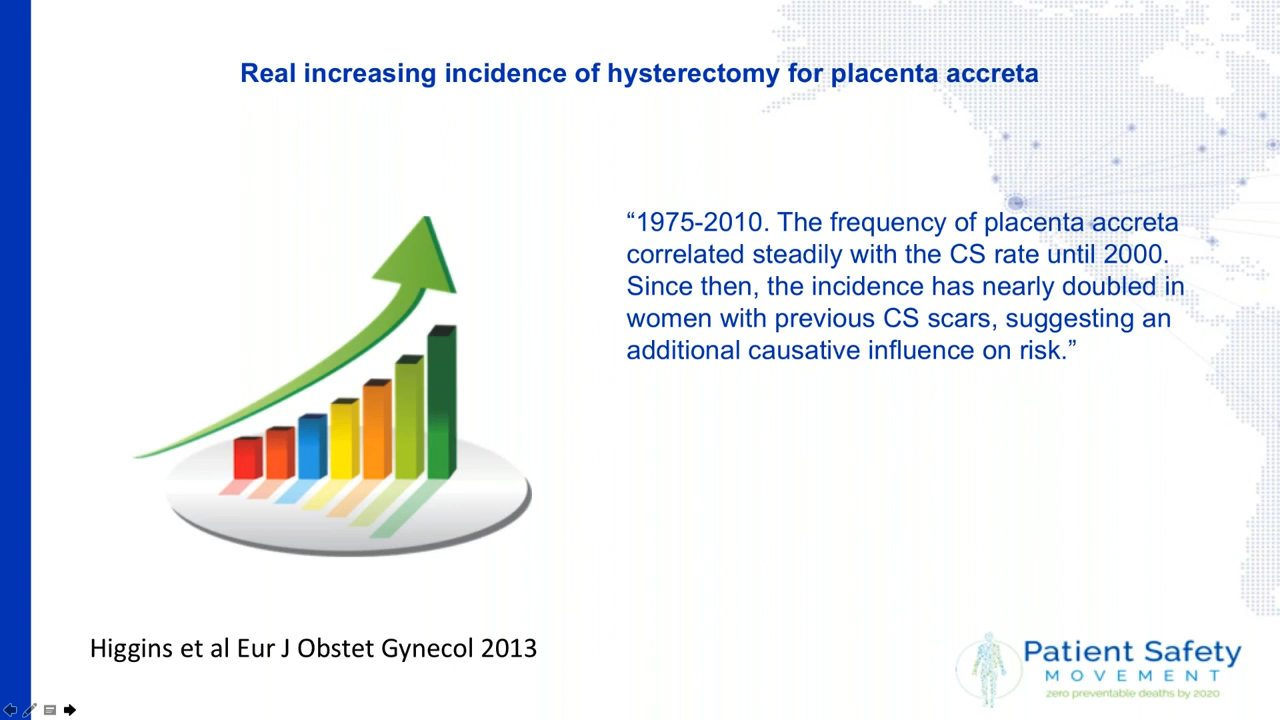 Real increasing incidence of hysterectomy for placenta accreta
“1975-2010. The frequency of placenta accreta
correlated steadily with the CS rate until 2000.
Since then, the incidence has nearly doubled in
women with previous CS scars, suggesting an
additional causative influence on risk.”
Higgins et al Eur J Obstet Gynecol 2013
Patient Safety
MOVEMENT
zero preventable deaths by 2020